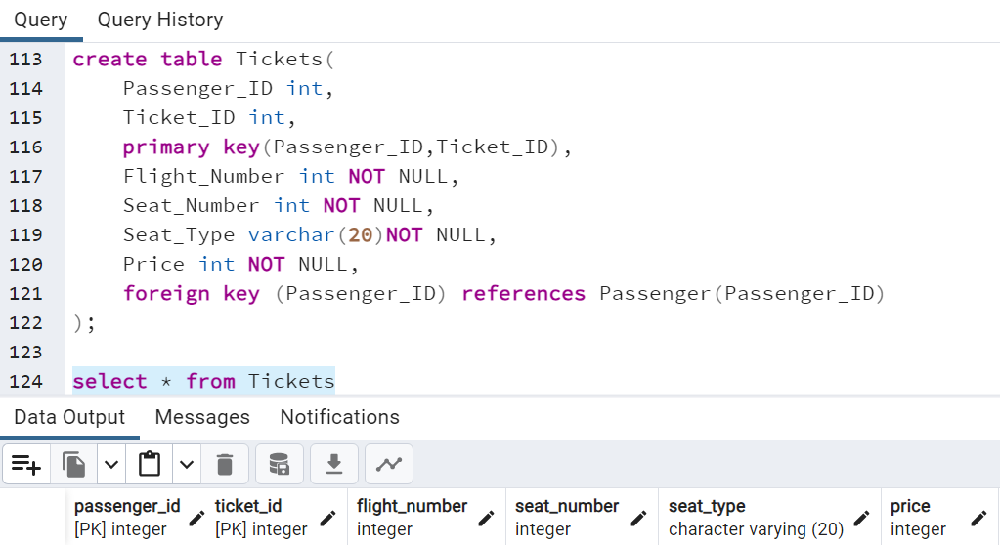 Query Query History
113 create table Tickets(
114 Passenger_ID int,
115 Ticket_ID int,
116 primary key(Passenger_ID,Ticket_ID),
117 Flight_Number int NOT NULL,
118 Seat_Number int NOT NULL,
119 Seat_Type varchar(20)NOT NULL,
120 Price int NOT NULL,
121 foreign key (Passenger_ID) references Passenger(Passenger_ID)
122 );
123
124 select * from Tickets
Data Output Messages Notifications
passenger_id ticket_id flight_number seat_number seat_type price
[PK] integer [PK] integer integer integer character varying (20) integer